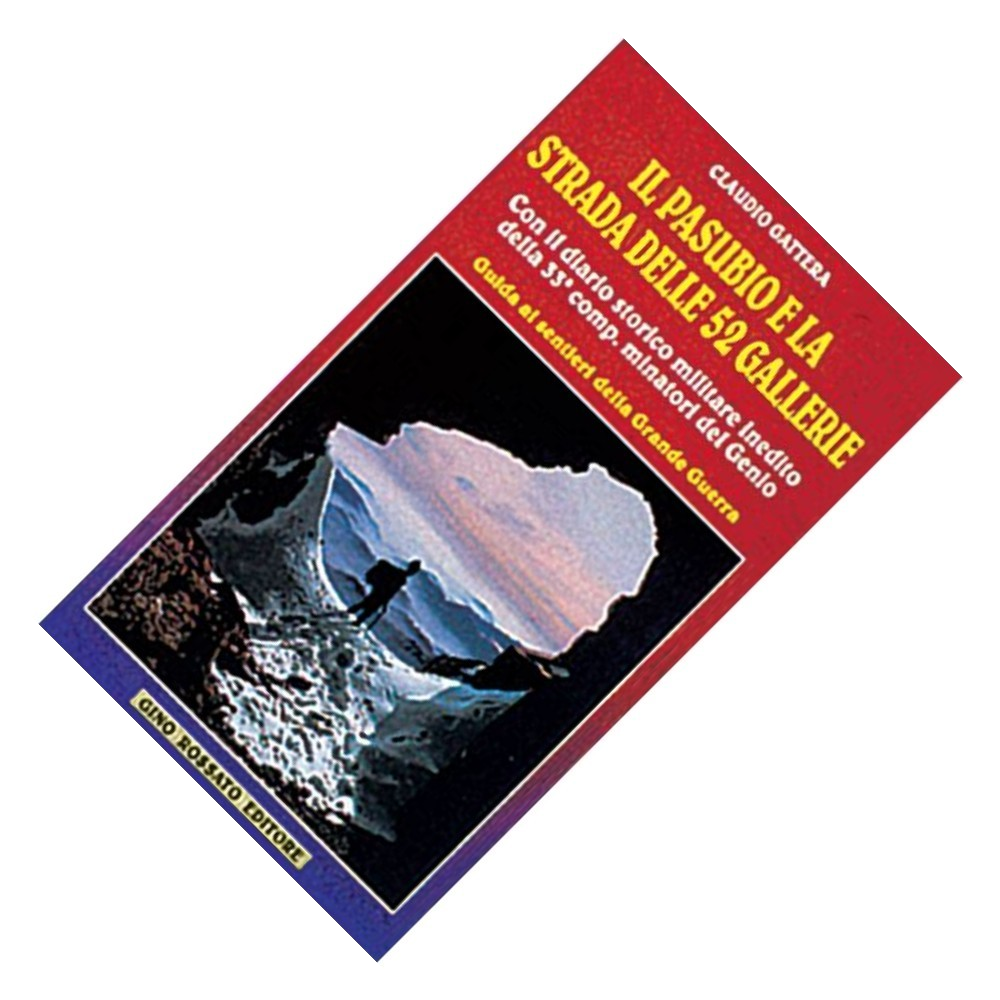 CLAUDIO GATTERA
IL PASUBIO E LA
STRADA DELLE 52 GALLERIE
Con il diario storico militare inedito
della 33ª comp. minatori del Genio
Guida ai sentieri della Grande Guerra
GINO ROSSATO EDITORE